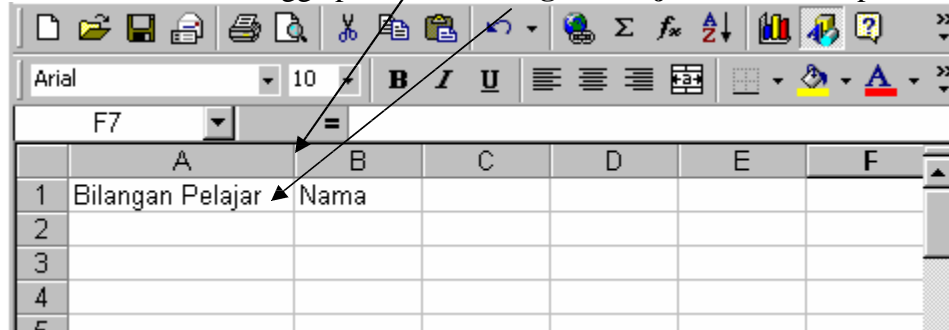 Arial 10 B I U A
F7 =
A B C D E F
1 Bilangan Pelajar Nama
2
3
4